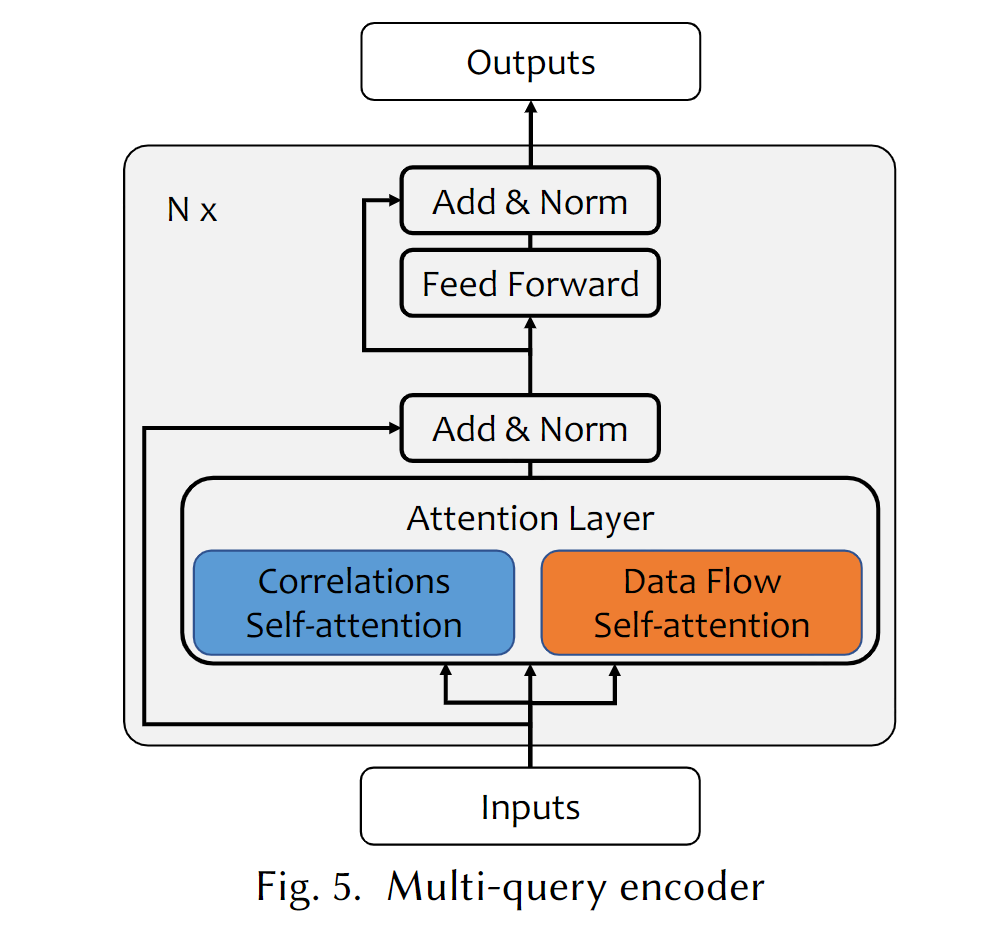 Outputs
N x
Add & Norm
Feed Forward
Add & Norm
Attention Layer
Correlations
Self-attention
Data Flow
Self-attention
Inputs
Fig. 5. Multi-query encoder